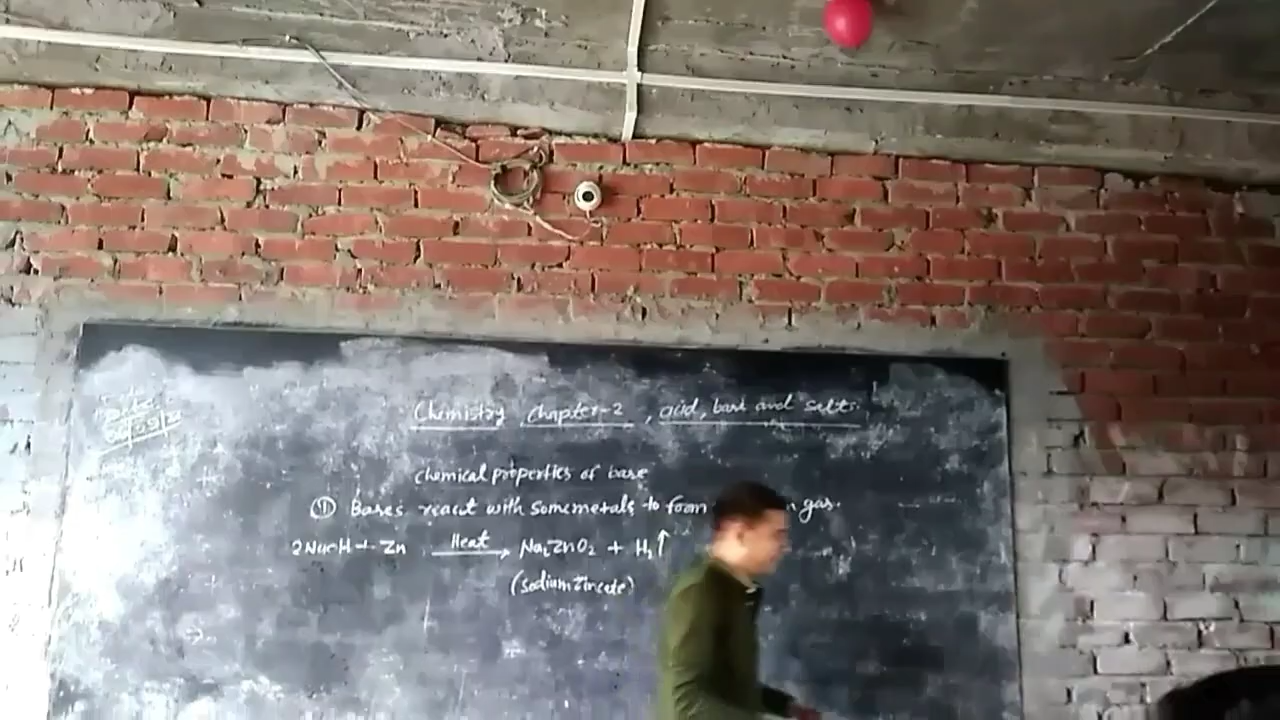 Date
Chemistry chapter-2, acid, base and salts.
chemical properties of base
① Bases react with some metals to form gas.
2NaOH + Zn Heat → Na₂ZnO₂ + H₂↑
(Sodium Zincate)